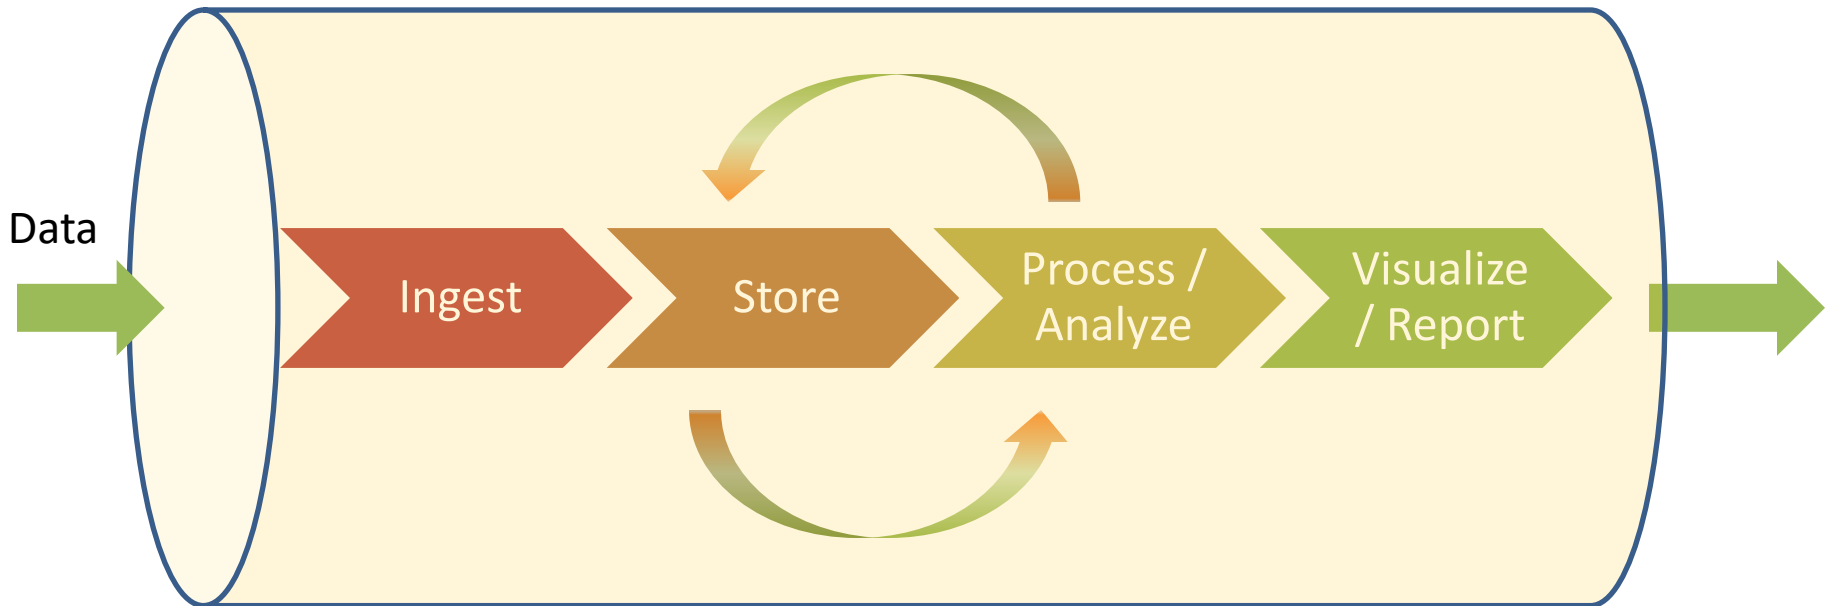 Data
Ingest
Store
Process /
Analyze
Visualize
/ Report